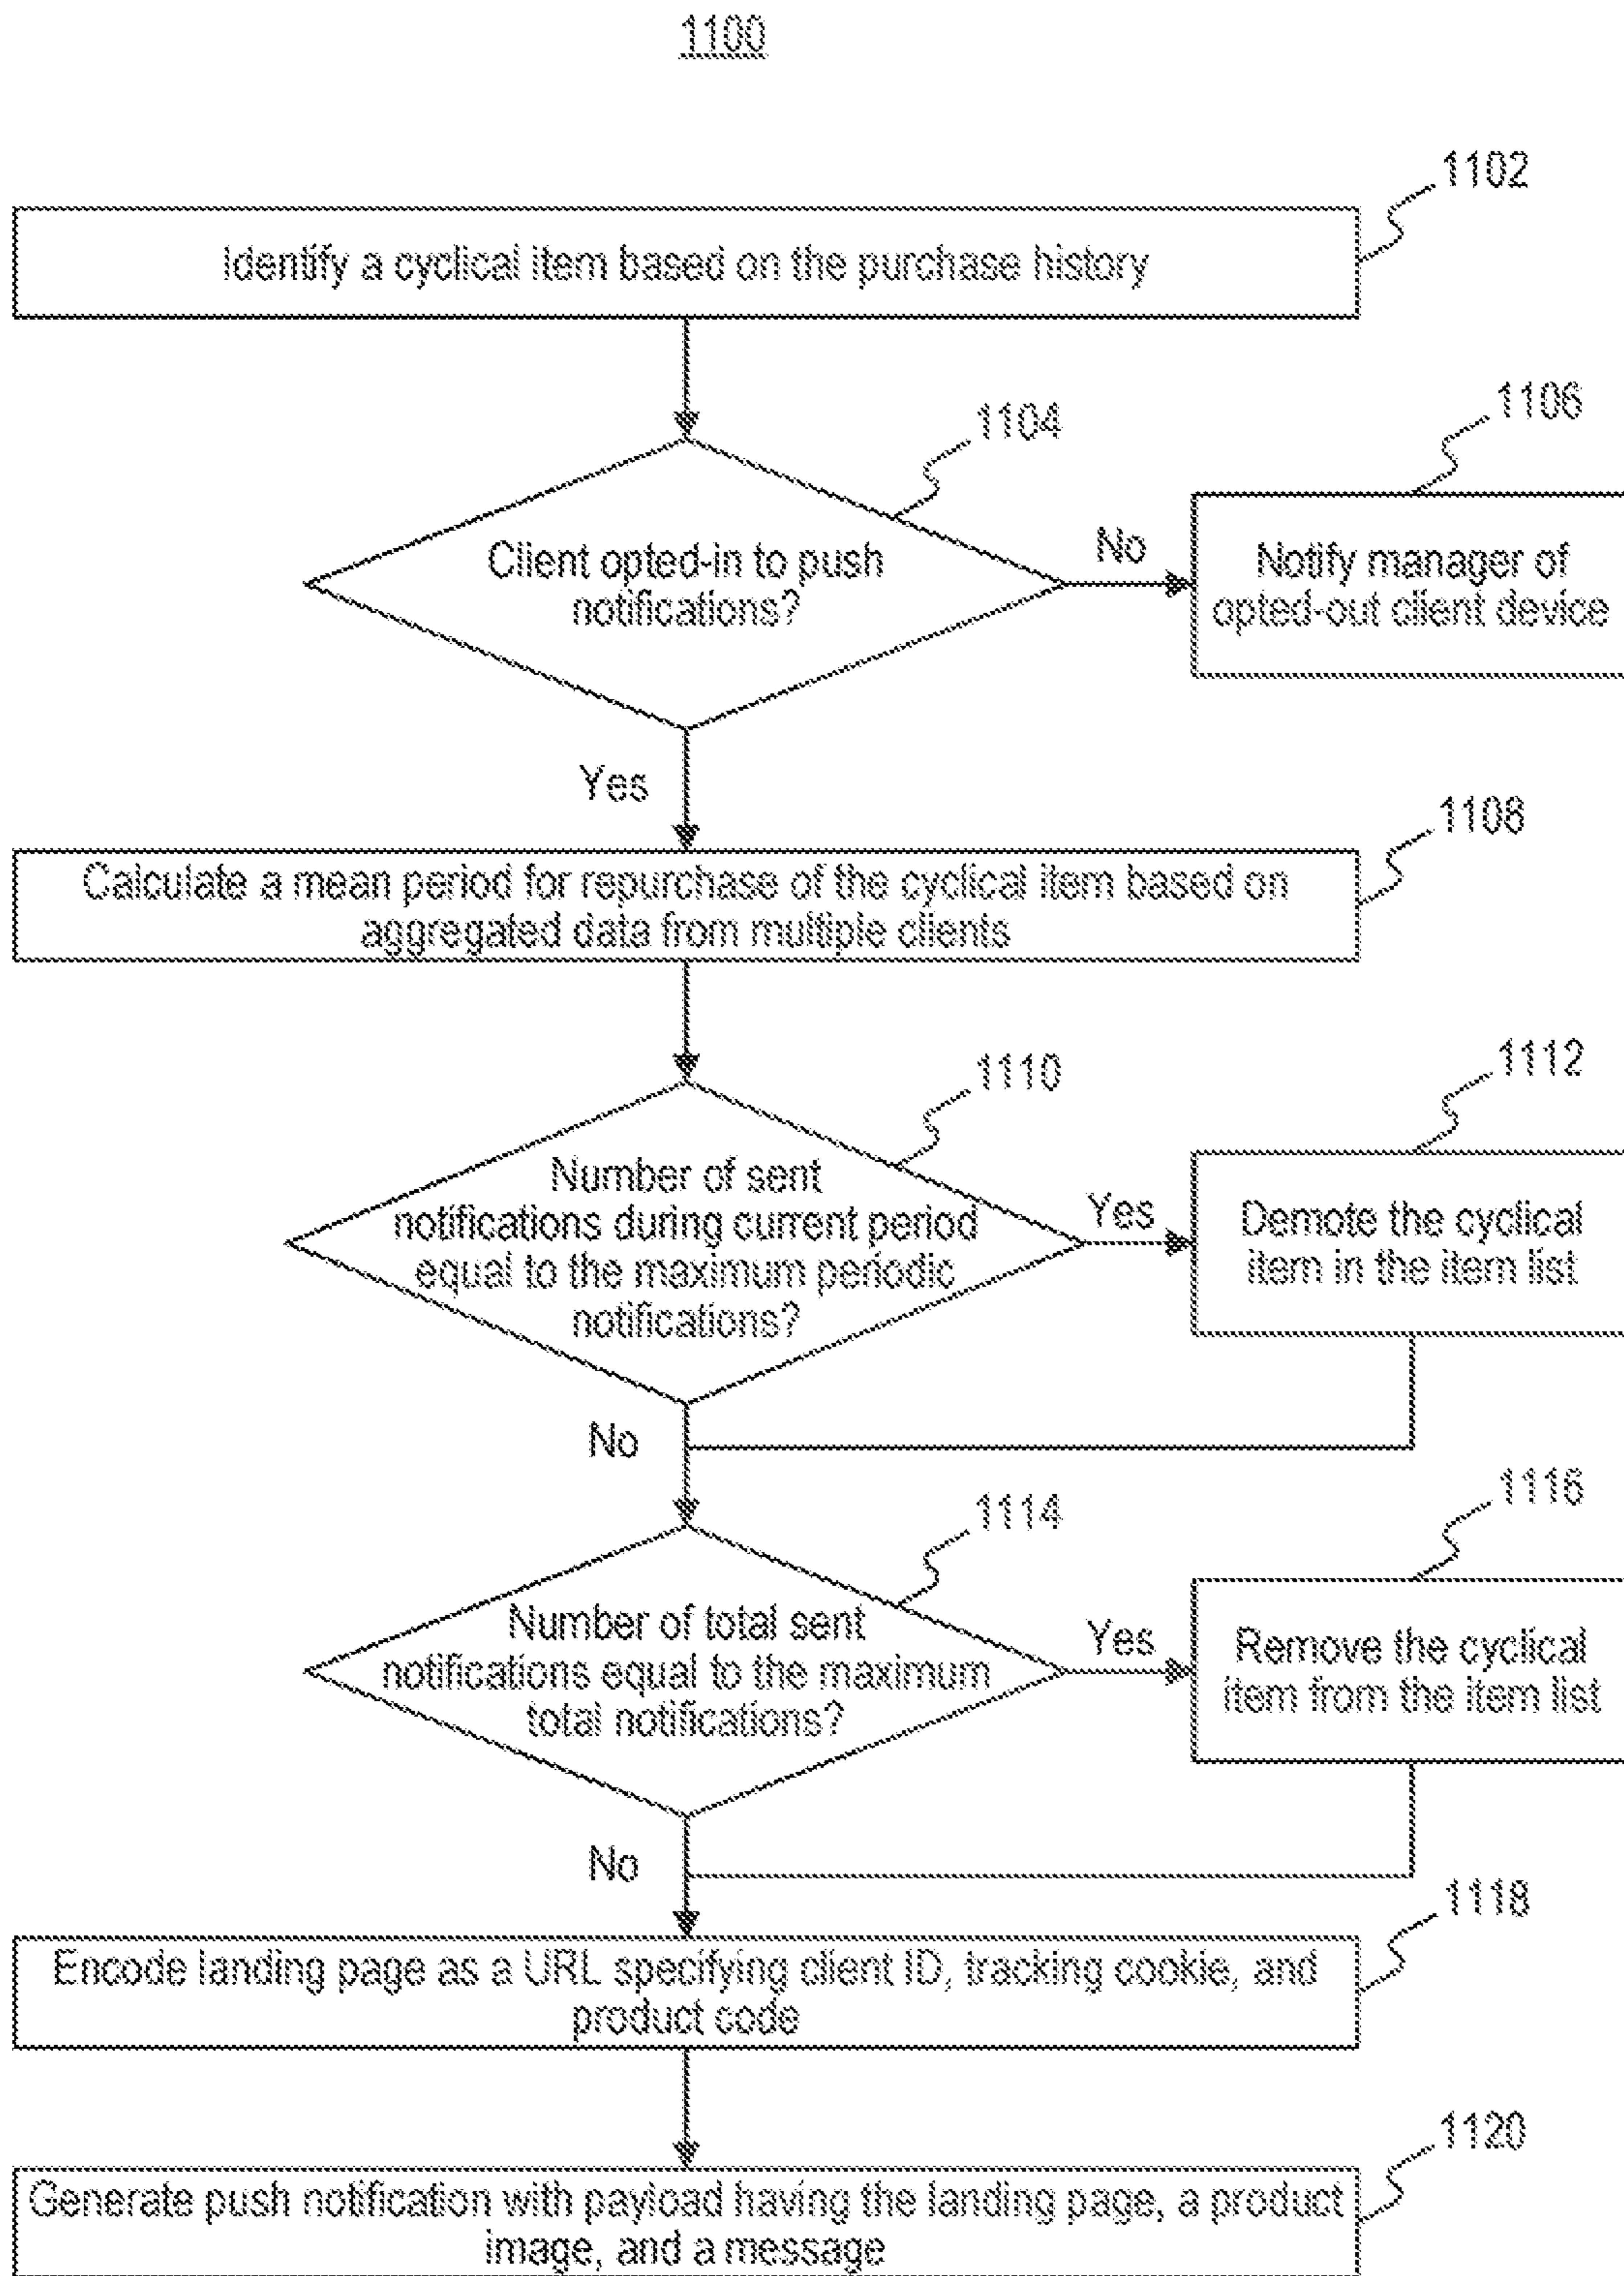 1100
1102
Identify a cyclical item based on the purchase history
1104
1106
Client opted-in to push
notifications?
No
Notify manager of
opted-out client device
Yes
1108
Calculate a mean period for repurchase of the cyclical item based on
aggregated data from multiple clients
1110
1112
Number of sent
notifications during current period
equal to the maximum periodic
notifications?
Yes
Demote the cyclical
item in the item list
No
1114
1116
Number of total sent
notifications equal to the maximum
total notifications?
Yes
Remove the cyclical
item from the item list
No
1118
Encode landing page as a URL specifying client ID, tracking cookie, and
product code
1120
Generate push notification with payload having the landing page, a product
image, and a message